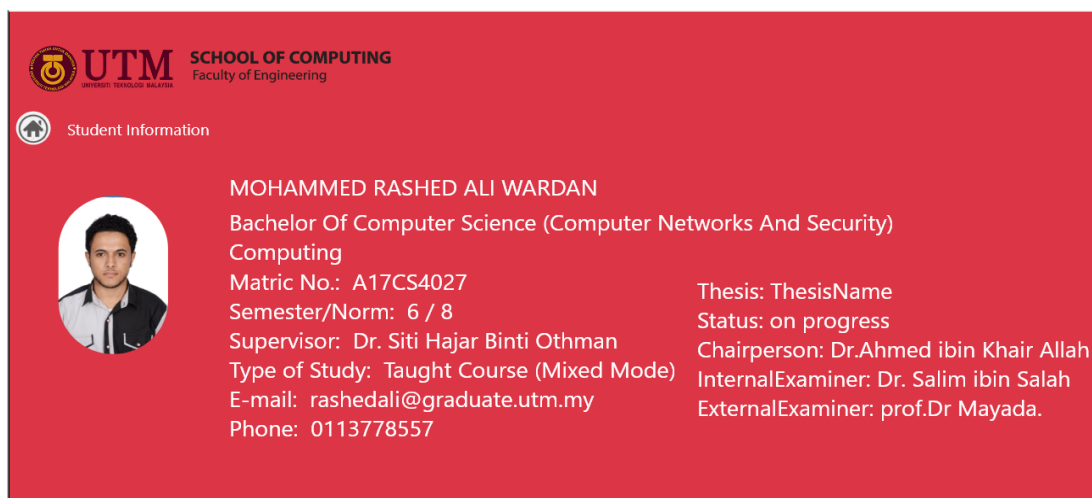 UTM
UNIVERSITI TEKNOLOGI MALAYSIA
SCHOOL OF COMPUTING
Faculty of Engineering
Student Information
MOHAMMED RASHED ALI WARDAN
Bachelor Of Computer Science (Computer Networks And Security)
Computing
Matric No.: A17CS4027
Semester/Norm: 6 / 8
Supervisor: Dr. Siti Hajar Binti Othman
Type of Study: Taught Course (Mixed Mode)
E-mail: rashedali@graduate.utm.my
Phone: 0113778557
Thesis: ThesisName
Status: on progress
Chairperson: Dr.Ahmed ibin Khair Allah
InternalExaminer: Dr. Salim ibin Salah
ExternalExaminer: prof.Dr Mayada.